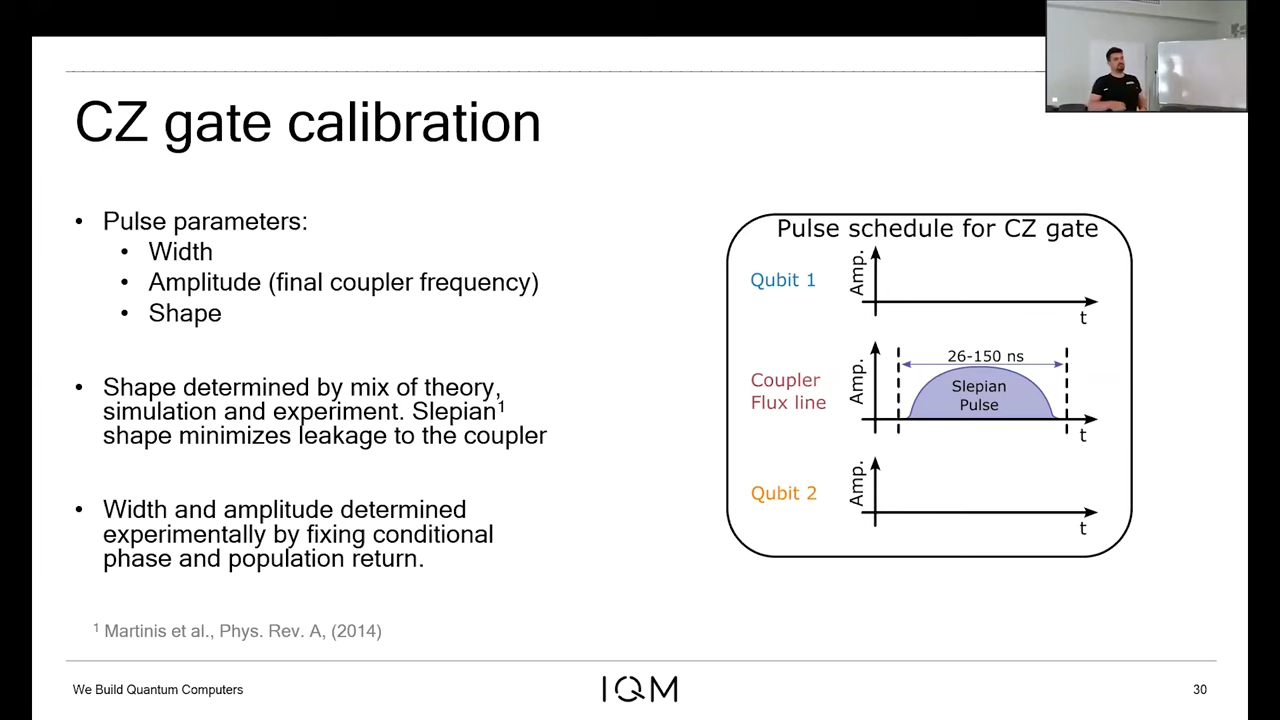 CZ gate calibration
• Pulse parameters:
• Width
• Amplitude (final coupler frequency)
• Shape
• Shape determined by mix of theory,
simulation and experiment. Slepian¹
shape minimizes leakage to the coupler
• Width and amplitude determined
experimentally by fixing conditional
phase and population return.
¹ Martinis et al., Phys. Rev. A, (2014)
Pulse schedule for CZ gate
Qubit 1
Amp.
t
Coupler
Flux line
Amp.
26-150 ns
Slepian
Pulse
t
Qubit 2
Amp.
t
We Build Quantum Computers
IQM
30